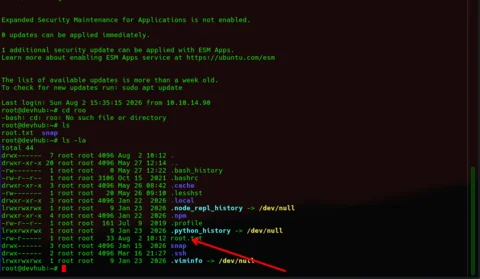 Expanded Security Maintenance for Applications is not enabled.
0 updates can be applied immediately.
1 additional security update can be applied with ESM Apps.
Learn more about enabling ESM Apps service at https://ubuntu.com/esm
The list of available updates is more than a week old.
To check for new updates run: sudo apt update
Last login: Sun Aug 2 15:35:15 2026 from 10.10.14.90
root@devhub:~# cd roo
-bash: cd: roo: No such file or directory
root@devhub:~# ls
root.txt snap
root@devhub:~# ls -la
total 44
drwx------ 7 root root 4096 Aug 2 10:12 .
drwxr-xr-x 20 root root 4096 May 27 12:14 ..
-rw------- 1 root root 0 May 27 12:22 .bash_history
-rw-r--r-- 1 root root 3106 Oct 15 2021 .bashrc
drwx------ 3 root root 4096 May 26 08:42 .cache
-rw------- 1 root root 20 May 26 09:10 .lesshst
drwxr-xr-x 3 root root 4096 Jan 22 2026 .local
lrwxrwxrwx 1 root root 9 Jan 23 2026 .node_repl_history -> /dev/null
drwxr-xr-x 4 root root 4096 Jan 22 2026 .npm
-rw-r--r-- 1 root root 161 Jul 9 2019 .profile
lrwxrwxrwx 1 root root 9 Jan 23 2026 .python_history -> /dev/null
-rw-r----- 1 root root 33 Aug 2 10:12 root.txt
drwx------ 3 root root 4096 Jan 15 2026 snap
drwx------ 2 root root 4096 Mar 16 21:27 .ssh
lrwxrwxrwx 1 root root 9 Jan 23 2026 .viminfo -> /dev/null
root@devhub:~#